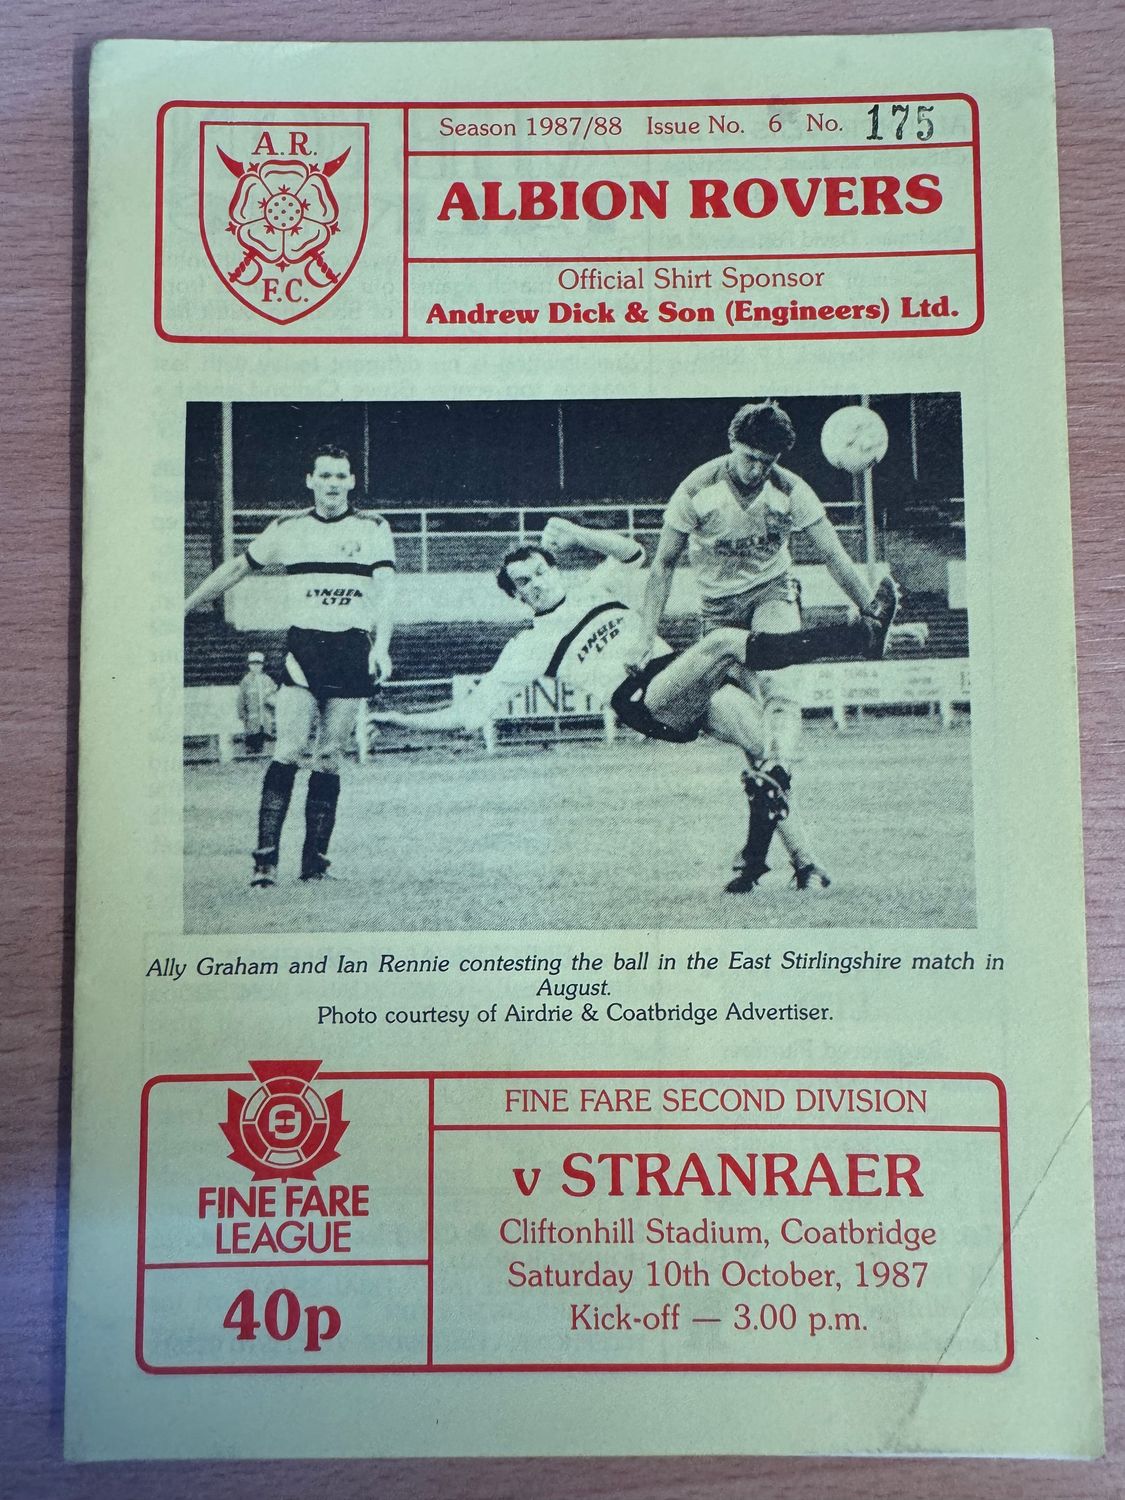 A.R.
F.C.
Season 1987/88 Issue No. 6 No. 175
ALBION ROVERS
Official Shirt Sponsor
Andrew Dick & Son (Engineers) Ltd.
LTD
LTD
FINE
Ally Graham and Ian Rennie contesting the ball in the East Stirlingshire match in
August.
Photo courtesy of Airdrie & Coatbridge Advertiser.
FINE FARE
LEAGUE
40p
FINE FARE SECOND DIVISION
v STRANRAER
Cliftonhill Stadium, Coatbridge
Saturday 10th October, 1987
Kick-off — 3.00 p.m.